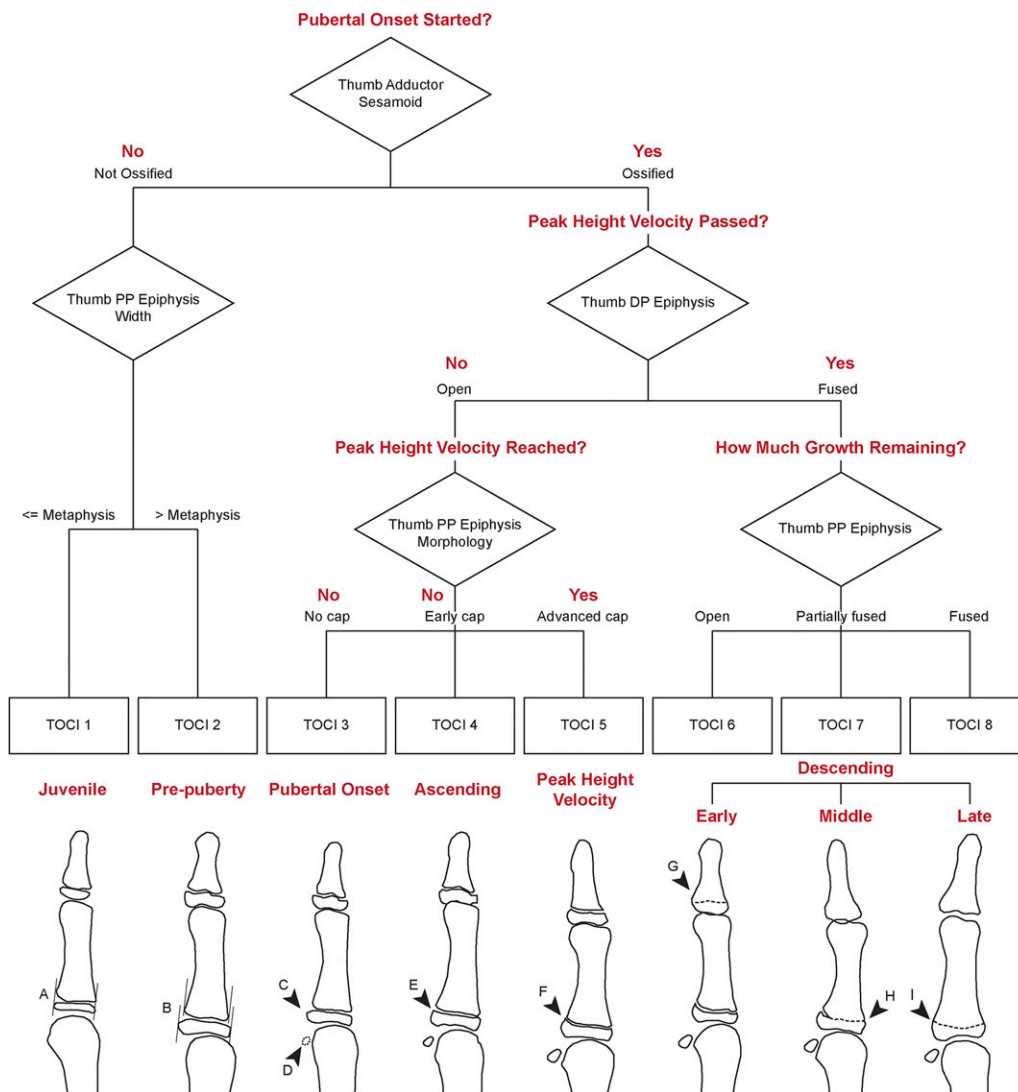 Pubertal Onset Started?
Thumb Adductor
Sesamoid
No
Yes
Not Ossified
Ossified
Peak Height Velocity Passed?
Thumb PP Epiphysis
Width
Thumb DP Epiphysis
No
Yes
Open
Fused
Peak Height Velocity Reached?
How Much Growth Remaining?
<= Metaphysis
> Metaphysis
Thumb PP Epiphysis
Morphology
Thumb PP Epiphysis
No
No
Yes
No cap
Early cap
Advanced cap
Open
Partially fused
Fused
TOCI 1
TOCI 2
TOCI 3
TOCI 4
TOCI 5
TOCI 6
TOCI 7
TOCI 8
Juvenile
Pre-puberty
Pubertal Onset
Ascending
Peak Height
Velocity
Descending
Early
Middle
Late
A
B
C
D
E
F
G
H
I